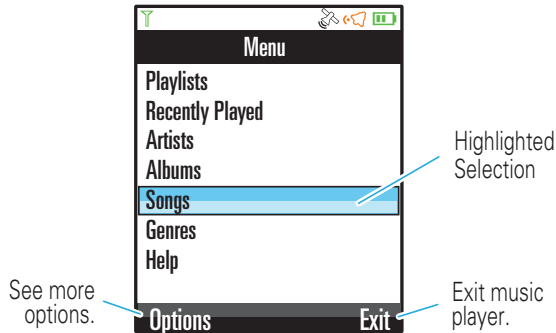 Menu
Playlists
Recently Played
Artists
Albums
Songs
Genres
Help
Options
Exit
Highlighted
Selection
See more
options.
Exit music
player.